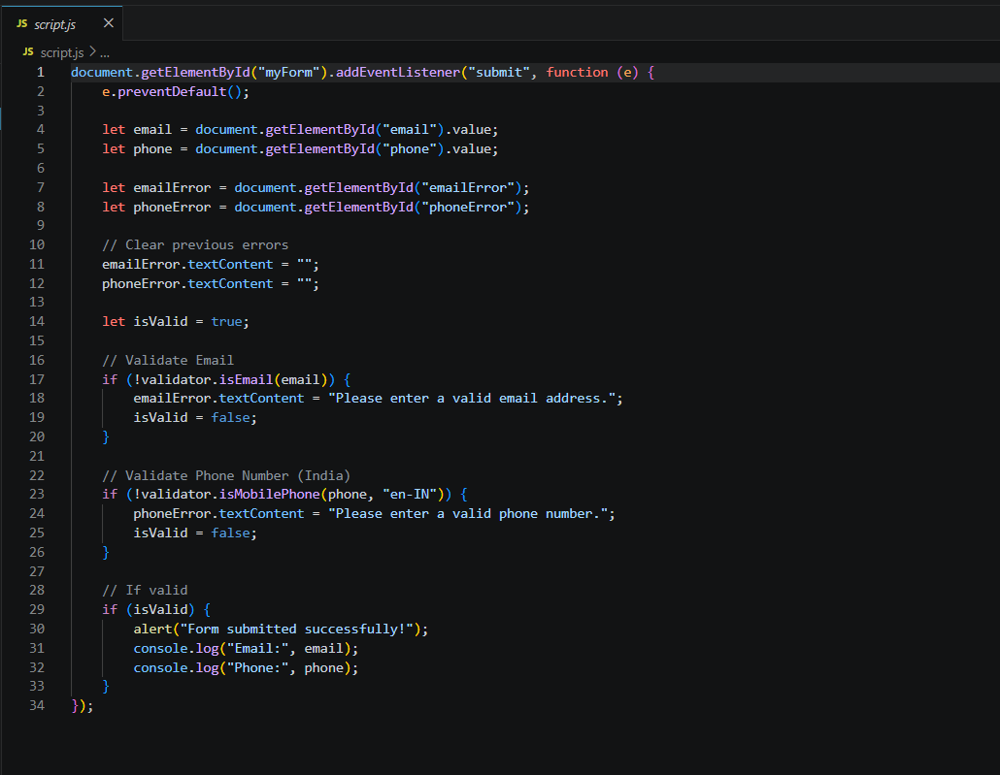 JS script.js ×
JS script.js > ...
1 document.getElementById("myForm").addEventListener("submit", function (e) {
2     e.preventDefault();
3
4     let email = document.getElementById("email").value;
5     let phone = document.getElementById("phone").value;
6
7     let emailError = document.getElementById("emailError");
8     let phoneError = document.getElementById("phoneError");
9
10     // Clear previous errors
11     emailError.textContent = "";
12     phoneError.textContent = "";
13
14     let isValid = true;
15
16     // Validate Email
17     if (!validator.isEmail(email)) {
18         emailError.textContent = "Please enter a valid email address.";
19         isValid = false;
20     }
21
22     // Validate Phone Number (India)
23     if (!validator.isMobilePhone(phone, "en-IN")) {
24         phoneError.textContent = "Please enter a valid phone number.";
25         isValid = false;
26     }
27
28     // If valid
29     if (isValid) {
30         alert("Form submitted successfully!");
31         console.log("Email:", email);
32         console.log("Phone:", phone);
33     }
34 });